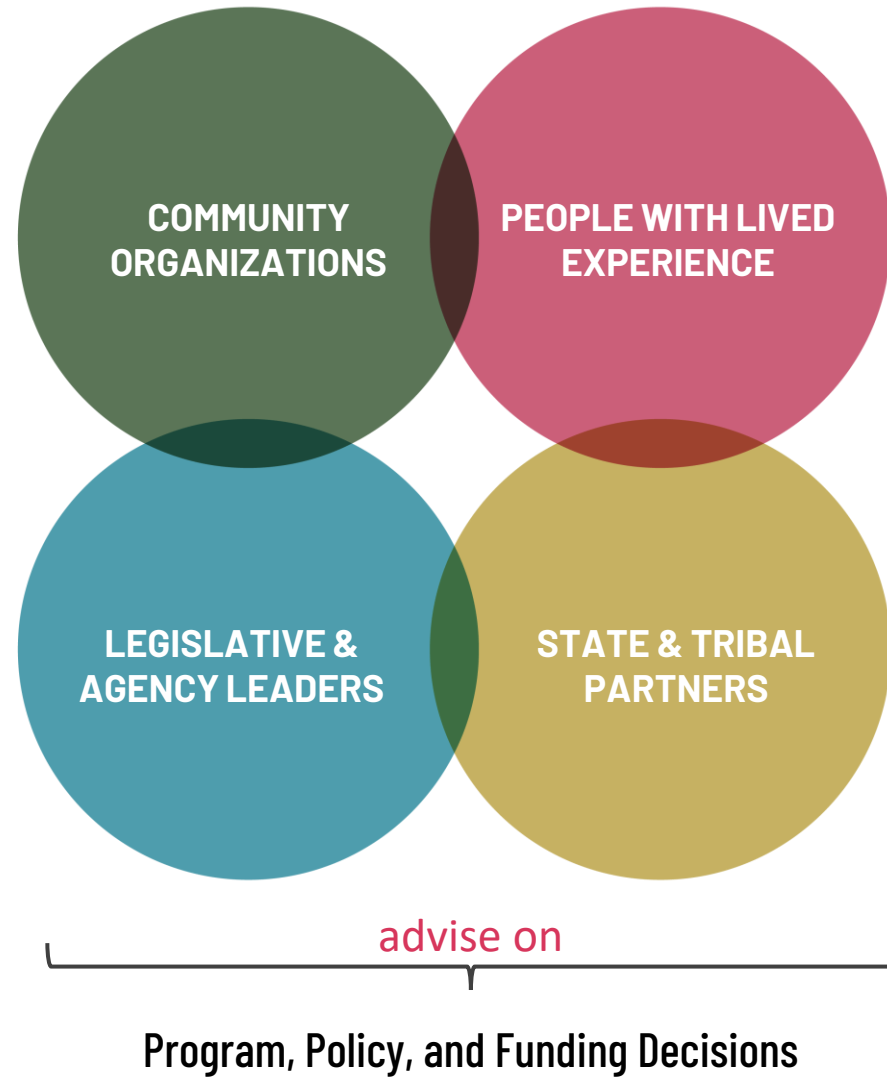 COMMUNITY
ORGANIZATIONS
PEOPLE WITH LIVED
EXPERIENCE
LEGISLATIVE &
AGENCY LEADERS
STATE & TRIBAL
PARTNERS
advise on
Program, Policy, and Funding Decisions